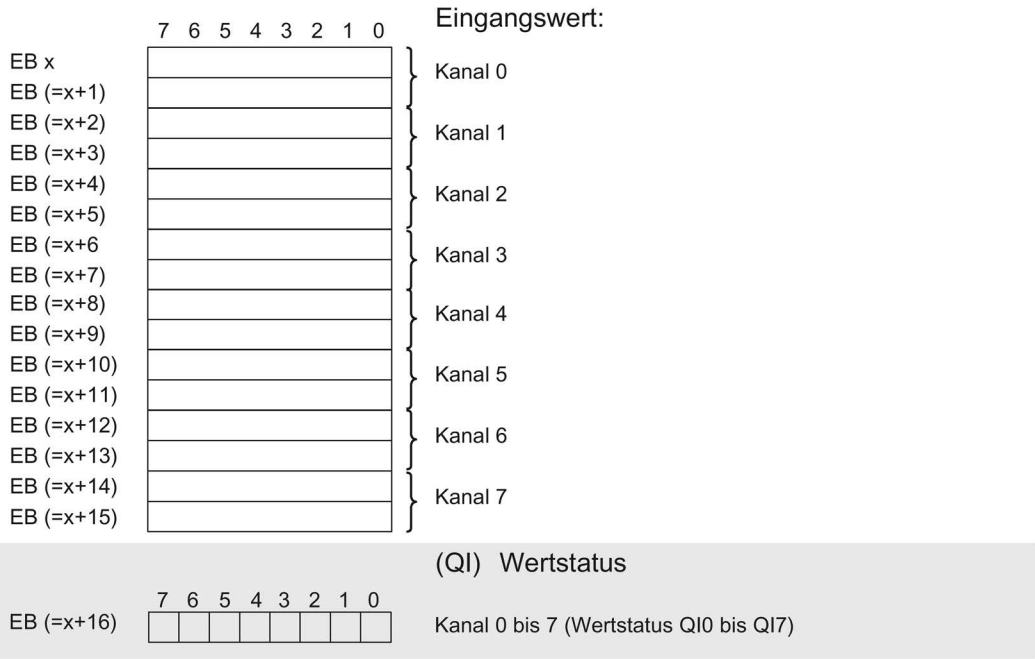 Eingangswert:
7 6 5 4 3 2 1 0
EB x
Kanal 0
EB (=x+1)
EB (=x+2)
Kanal 1
EB (=x+3)
EB (=x+4)
Kanal 2
EB (=x+5)
EB (=x+6
Kanal 3
EB (=x+7)
EB (=x+8)
Kanal 4
EB (=x+9)
EB (=x+10)
Kanal 5
EB (=x+11)
EB (=x+12)
Kanal 6
EB (=x+13)
EB (=x+14)
Kanal 7
EB (=x+15)
(QI) Wertstatus
7 6 5 4 3 2 1 0
EB (=x+16) Kanal 0 bis 7 (Wertstatus QI0 bis QI7)